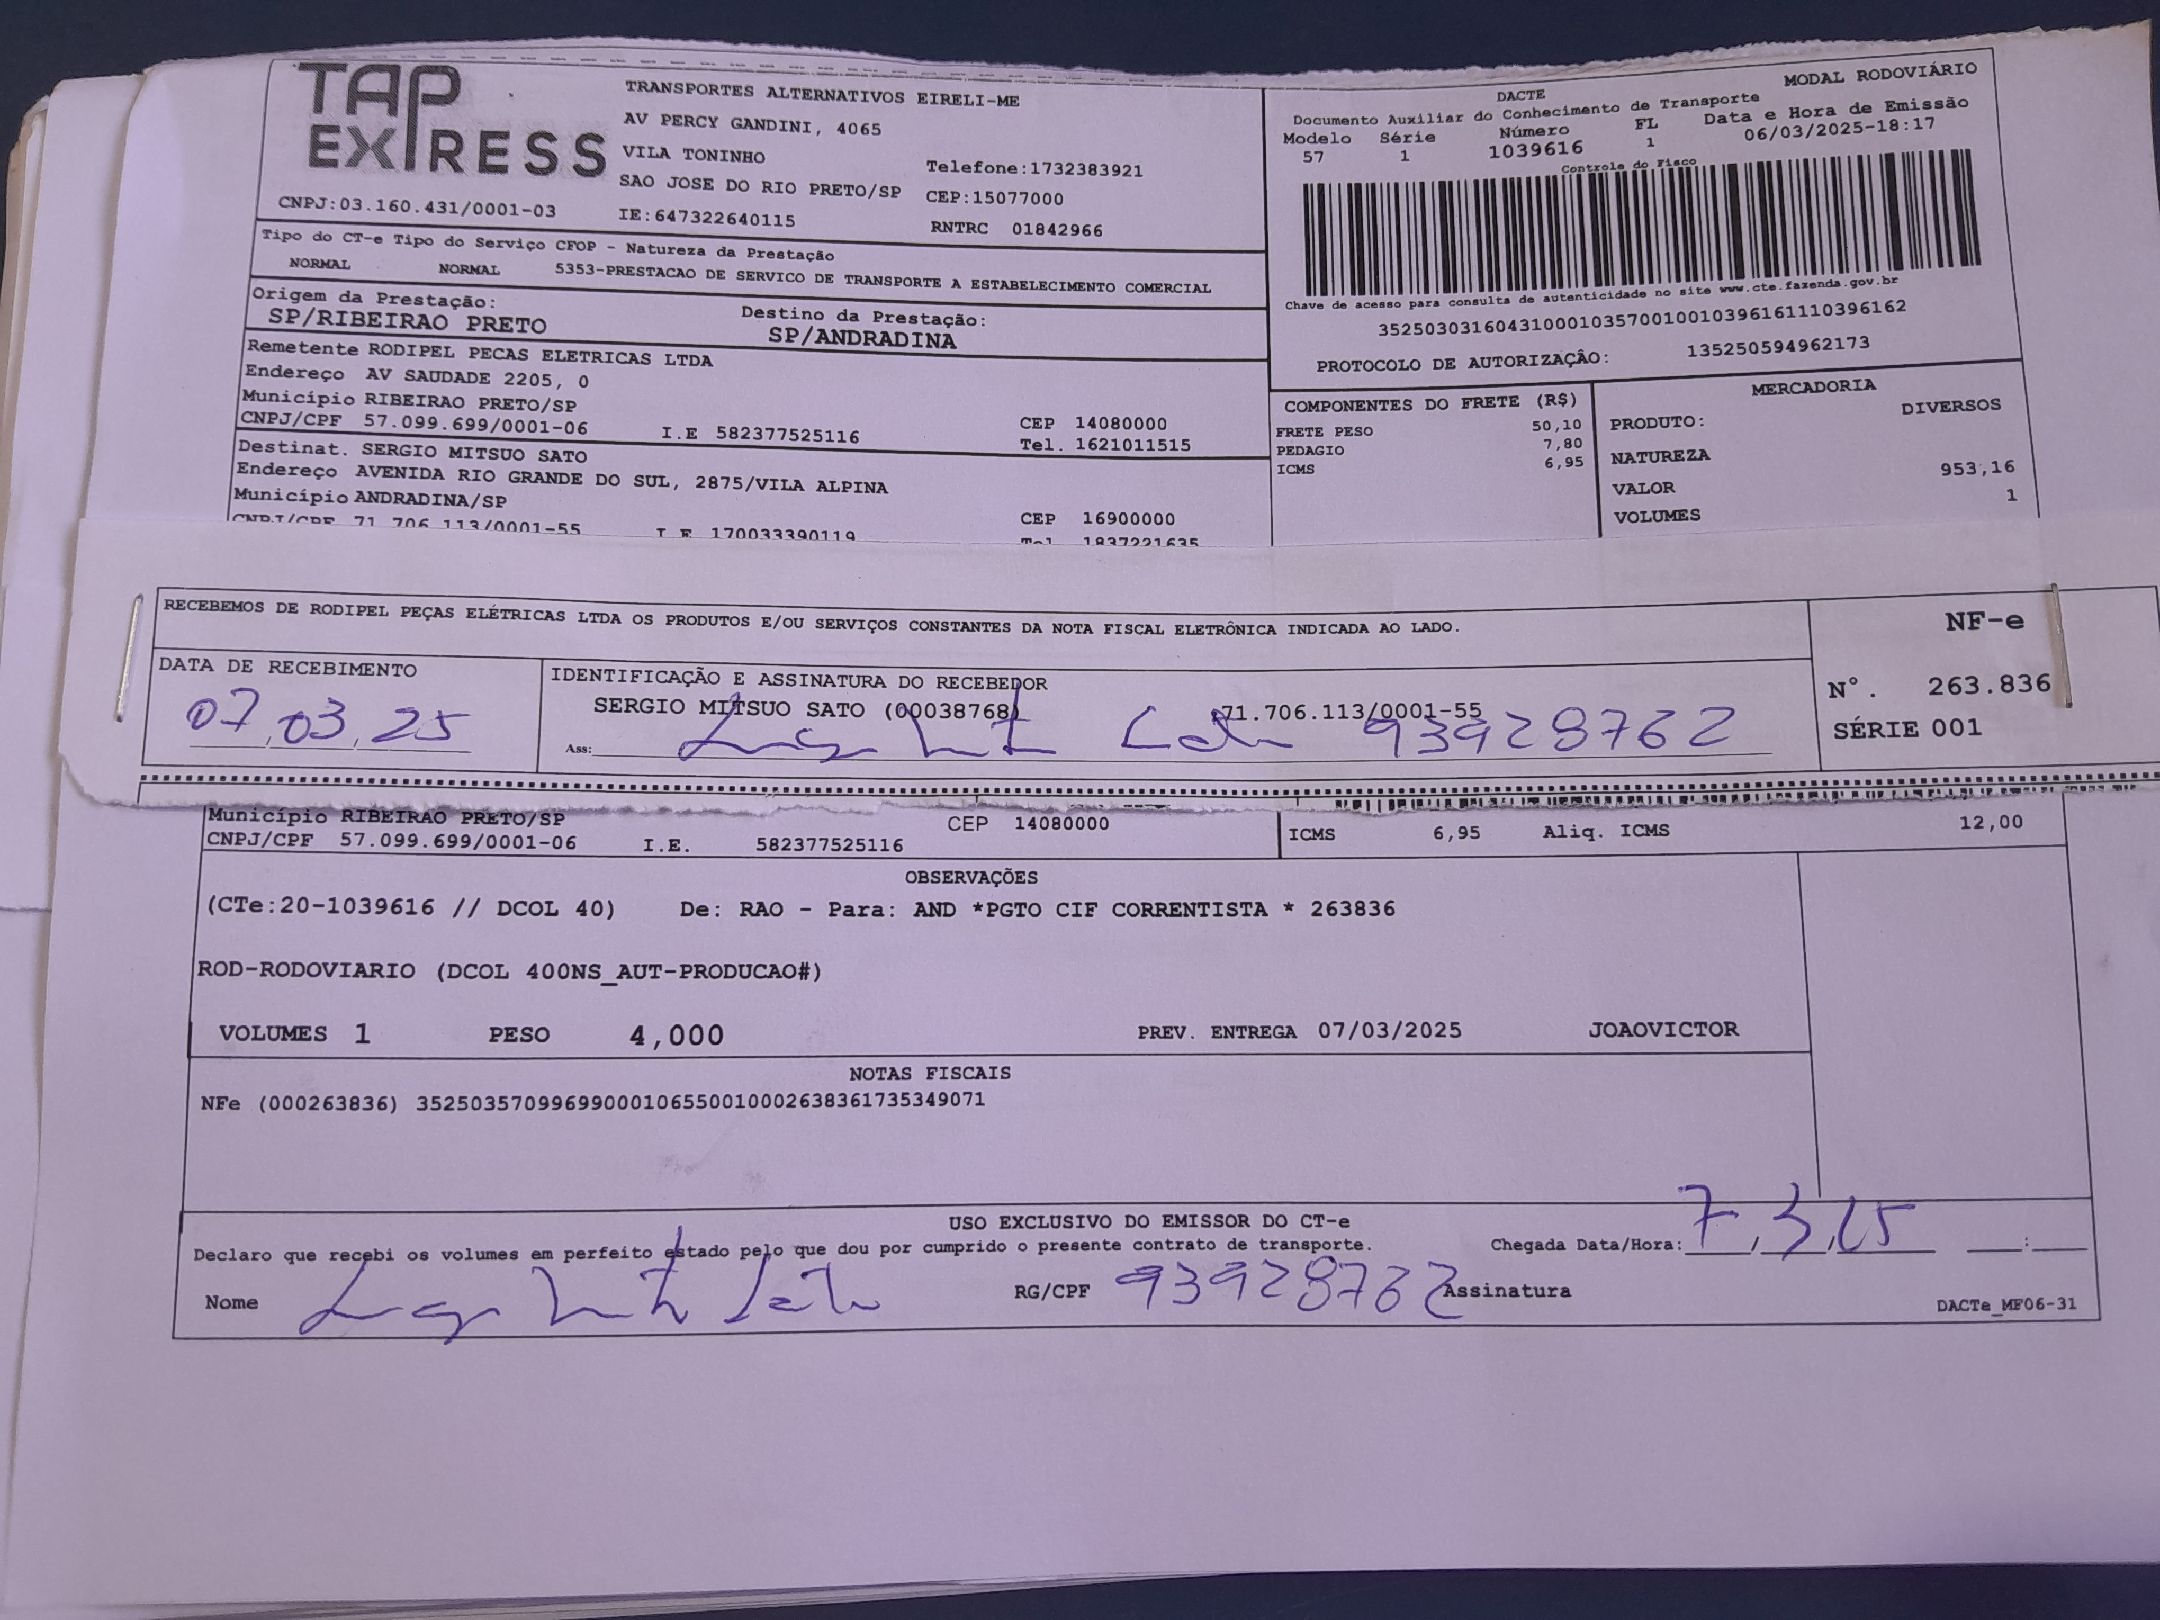 TAP EXPRESS
CNPJ:03.160.431/0001-03
TRANSPORTES ALTERNATIVOS EIRELI-ME
AV PERCY GANDINI, 4065
VILA TONINHO
SAO JOSE DO RIO PRETO/SP
IE:647322640115
Telefone:1732383921
CEP:15077000
RNTRC 01842966
MODAL RODOVIÁRIO
DACTE
Documento Auxiliar do Conhecimento de Transporte
Modelo Série Número FL Data e Hora de Emissão
57 1 1039616 1 06/03/2025-18:17
Controle do Fisco
Chave de acesso para consulta de autenticidade no site www.cte.fazenda.gov.br
35250303160431000103570010010396161110396162
PROTOCOLO DE AUTORIZAÇÂO: 135250594962173
Tipo do CT-e Tipo do Serviço CFOP - Natureza da Prestação
NORMAL NORMAL 5353-PRESTACAO DE SERVICO DE TRANSPORTE A ESTABELECIMENTO COMERCIAL
Origem da Prestação: Destino da Prestação:
SP/RIBEIRAO PRETO SP/ANDRADINA
Remetente RODIPEL PECAS ELETRICAS LTDA
Endereço AV SAUDADE 2205, 0
Município RIBEIRAO PRETO/SP CEP 14080000
CNPJ/CPF 57.099.699/0001-06 I.E 582377525116 Tel. 1621011515
Destinat. SERGIO MITSUO SATO
Endereço AVENIDA RIO GRANDE DO SUL, 2875/VILA ALPINA
Município ANDRADINA/SP CEP 16900000
CNPJ/CPF 71.706.113/0001-55 I.E 170033390119 Tel. 1837221635
COMPONENTES DO FRETE (R$)
FRETE PESO 50,10
PEDAGIO 7,80
ICMS 6,95
MERCADORIA
PRODUTO: DIVERSOS
NATUREZA
VALOR 953,16
VOLUMES 1
RECEBEMOS DE RODIPEL PEÇAS ELÉTRICAS LTDA OS PRODUTOS E/OU SERVIÇOS CONSTANTES DA NOTA FISCAL ELETRÔNICA INDICADA AO LADO.
DATA DE RECEBIMENTO
07,03,25
IDENTIFICAÇÃO E ASSINATURA DO RECEBEDOR
SERGIO MITSUO SATO (00038768) 71.706.113/0001-55
Ass: 93928762
NF-e
Nº. 263.836
SÉRIE 001
Município RIBEIRAO PRETO/SP CEP 14080000
CNPJ/CPF 57.099.699/0001-06 I.E. 582377525116
ICMS 6,95 Aliq. ICMS 12,00
OBSERVAÇÕES
(CTe:20-1039616 // DCOL 40) De: RAO - Para: AND *PGTO CIF CORRENTISTA * 263836
ROD-RODOVIARIO (DCOL 400NS_AUT-PRODUCAO#)
VOLUMES 1 PESO 4,000 PREV. ENTREGA 07/03/2025 JOAOVICTOR
NOTAS FISCAIS
NFe (000263836) 35250357099699000106550010002638361735349071
USO EXCLUSIVO DO EMISSOR DO CT-e
Declaro que recebi os volumes em perfeito estado pelo que dou por cumprido o presente contrato de transporte. Chegada Data/Hora: 7,3,25 :
Nome RG/CPF 93928762 Assinatura
DACTe_MF06-31